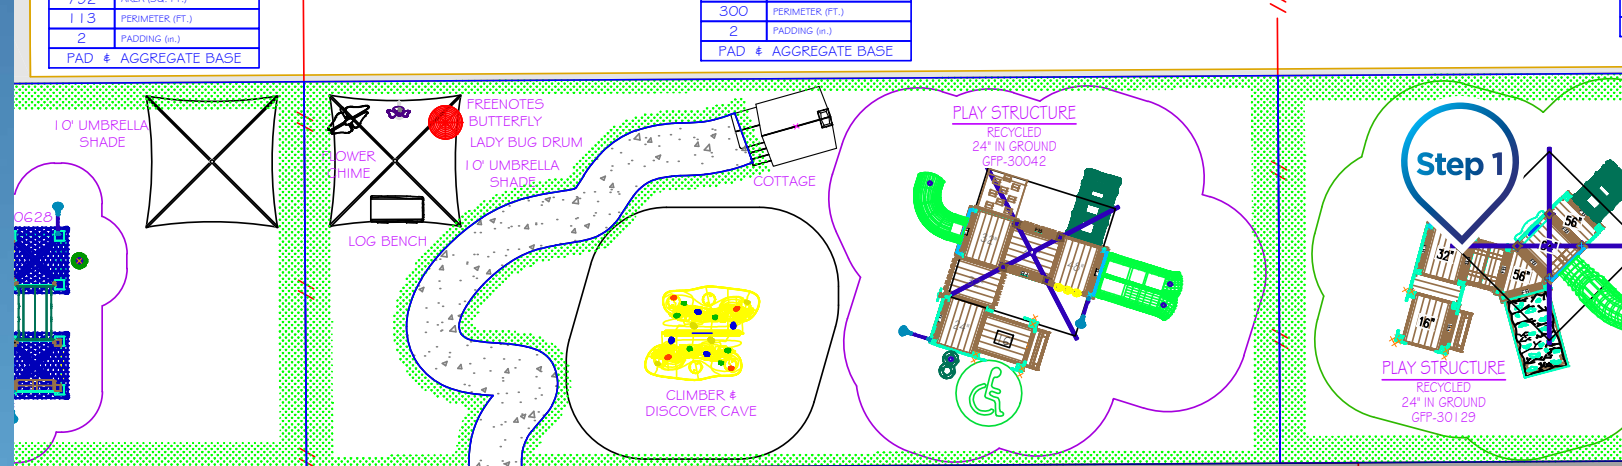 113 PERIMETER (FT.)
2 PADDING (in.)
PAD & AGGREGATE BASE
300 PERIMETER (FT.)
2 PADDING (in.)
PAD & AGGREGATE BASE
10' UMBRELLA
SHADE
FREENOTES
BUTTERFLY
LADY BUG DRUM
FLOWER
CHIME
10' UMBRELLA
SHADE
LOG BENCH
COTTAGE
CLIMBER &
DISCOVER CAVE
PLAY STRUCTURE
RECYCLED
24" IN GROUND
GFP-30042
Step 1
32"
56"
56"
16"
PLAY STRUCTURE
RECYCLED
24" IN GROUND
GFP-30129